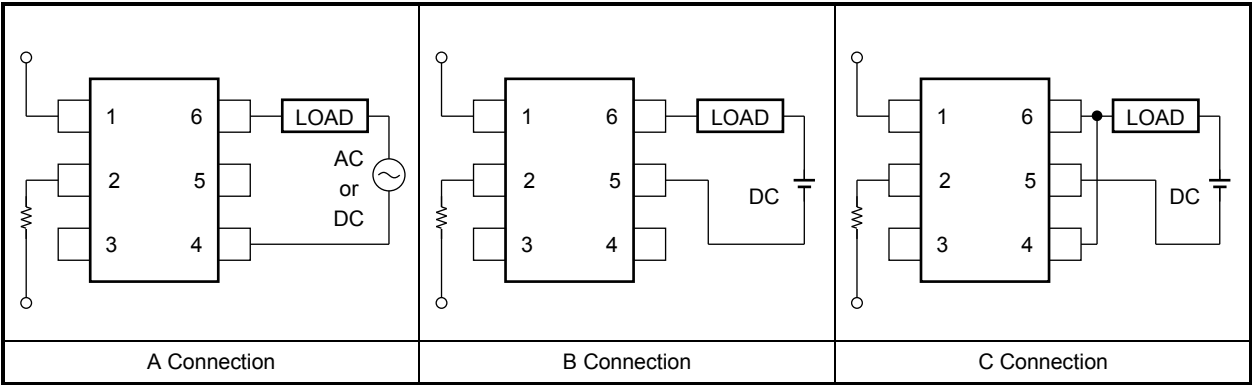 1 6 LOAD
2 5 AC
or
DC
3 4
A Connection
1 6 LOAD
2 5 DC
3 4
B Connection
1 6 LOAD
2 5 DC
3 4
C Connection